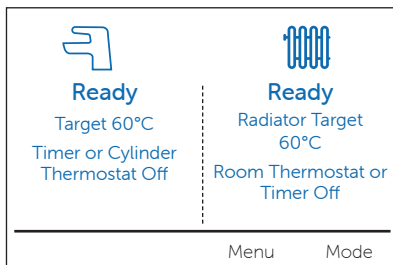 Ready
Target 60°C
Timer or Cylinder
Thermostat Off
Ready
Radiator Target
60°C
Room Thermostat or
Timer Off
Menu
Mode